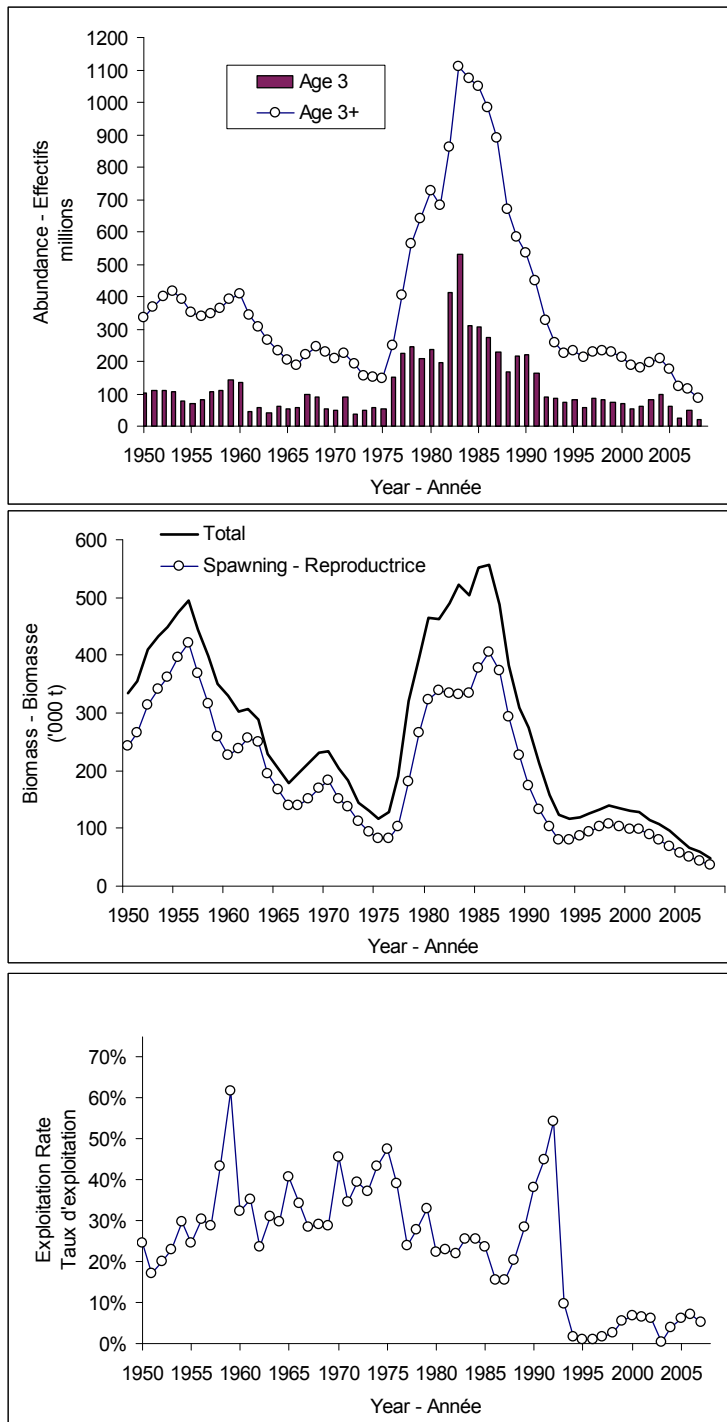 1200
1100
1000
900
800
700
600
500
400
300
200
100
0
Abundance - Effectifs
millions
Age 3
Age 3+
1950 1955 1960 1965 1970 1975 1980 1985 1990 1995 2000 2005
Year - Année
600
500
400
300
200
100
0
Biomass - Biomasse
('000 t)
Total
Spawning - Reproductrice
1950 1955 1960 1965 1970 1975 1980 1985 1990 1995 2000 2005
Year - Année
70%
60%
50%
40%
30%
20%
10%
0%
Exploitation Rate
Taux d'exploitation
1950 1955 1960 1965 1970 1975 1980 1985 1990 1995 2000 2005
Year - Année